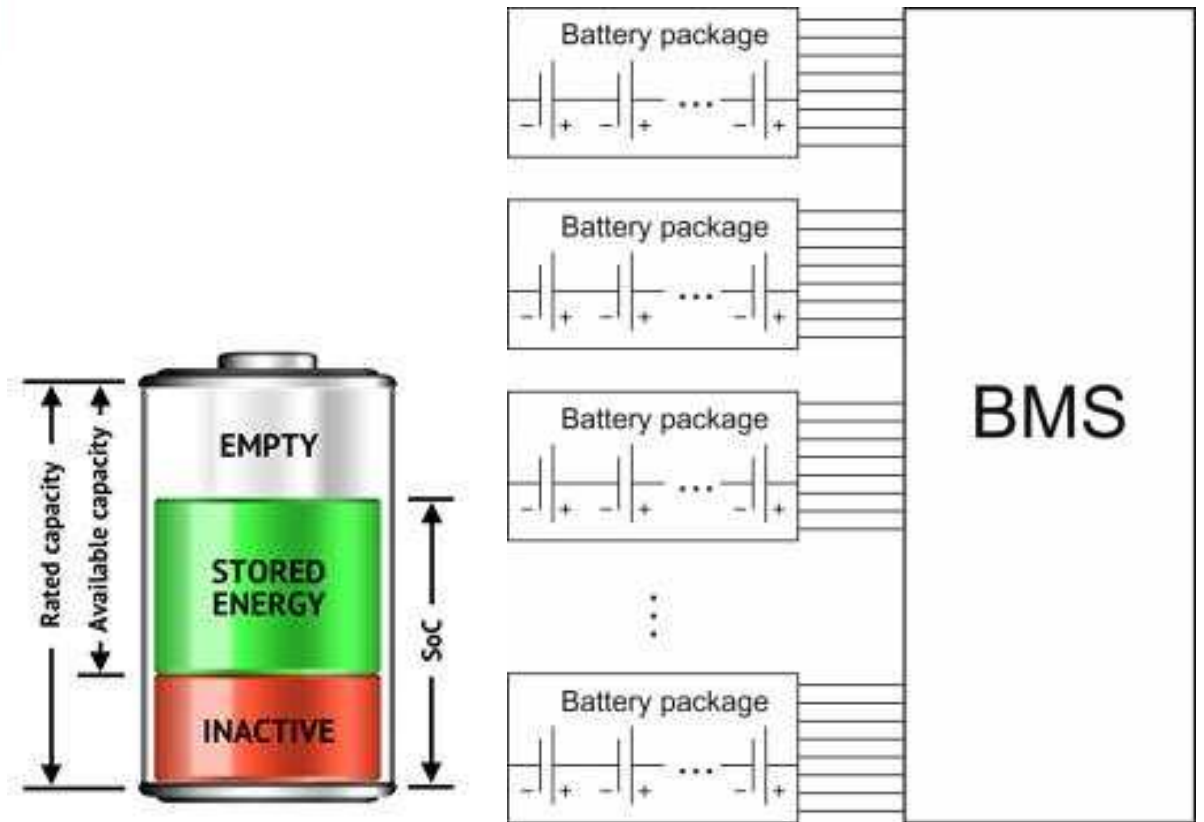 Rated capacity
Available capacity
EMPTY
STORED
ENERGY
INACTIVE
SoC
Battery package
- + - + ... - +
Battery package
- + - + ... - +
Battery package
- + - + ... - +
Battery package
- + - + ... - +
BMS